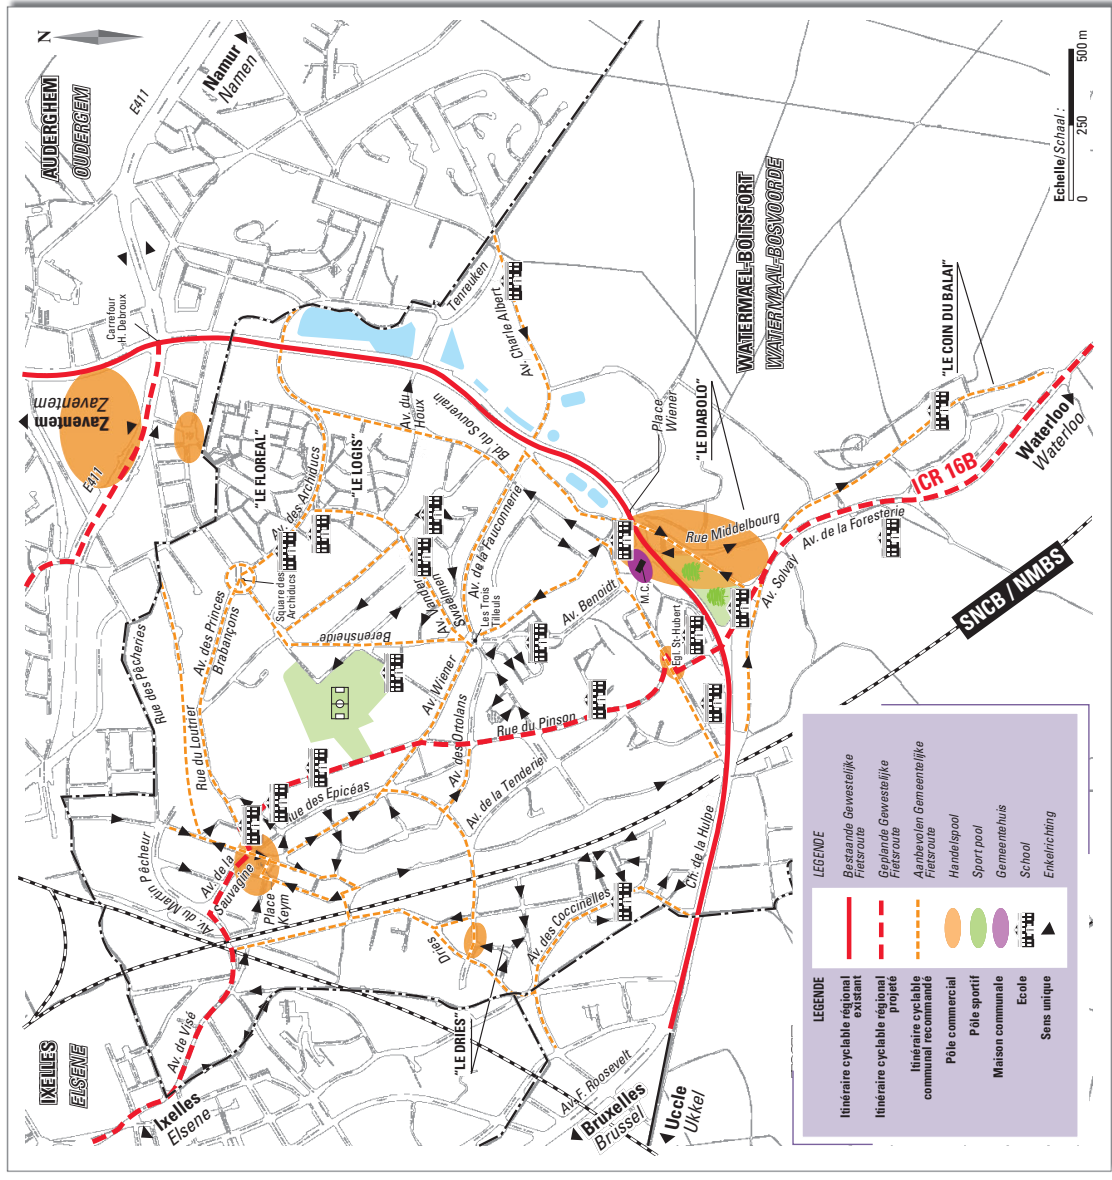 N
AUDERGHEM
OUDERGEM
E411
Namur
Namen
Carrefour
H. Debroux
Zaventem
Zaventem
E411
Tenreuken
Av. Charle Albert
WATERMAEL-BOITSFORT
WATERMAAL-BOSVOORDE
Echelle/Schaal :
0
250
500 m
"LE FLOREAL"
"LE LOGIS"
Av. des Archiducs
Av. du
Houx
Bd. du Souverain
Place
Wiener
"LE DIABOLO"
"LE COIN DU BALAI"
Waterloo
Waterloo
ICR 16B
Rue Middelbourg
Av. de la Foresterie
Av. Solvay
SNCB / NMBS
Rue des Pêcheries
Av. des Princes
Brabançons
Square des
Archiducs
Berensheide
Av. Vander
Swaelmen
Av. de la Fauconnerie
Les Trois
Tilleuls
Av. Benoidt
M.C.
Egl. St-Hubert
Rue du Loutrier
Av. Wiener
Av. des Ortolans
Rue du Pinson
Rue des Epicéas
Av. de la Tenderie
Av. du Martin Pêcheur
Av. de la
Sauvagine
Place
Keym
Dries
Av. des Coccinelles
Ch. de la Hulpe
"LE DRIES"
Av. de Visé
IXELLES
ELSENE
Ixelles
Elsene
Av. F. Roosevelt
Bruxelles
Brussel
Uccle
Ukkel
LEGENDE
LEGENDE
Itinéraire cyclable régional
existant
Bestaande Gewestelijke
Fietsroute
Itinéraire cyclable régional
projeté
Geplande Gewestelijke
Fietsroute
Itinéraire cyclable
communal recommandé
Aanbevolen Gemeentelijke
Fietsroute
Pôle commercial
Handelspool
Pôle sportif
Sport pool
Maison communale
Gemeentehuis
Ecole
School
Sens unique
Enkelrichting